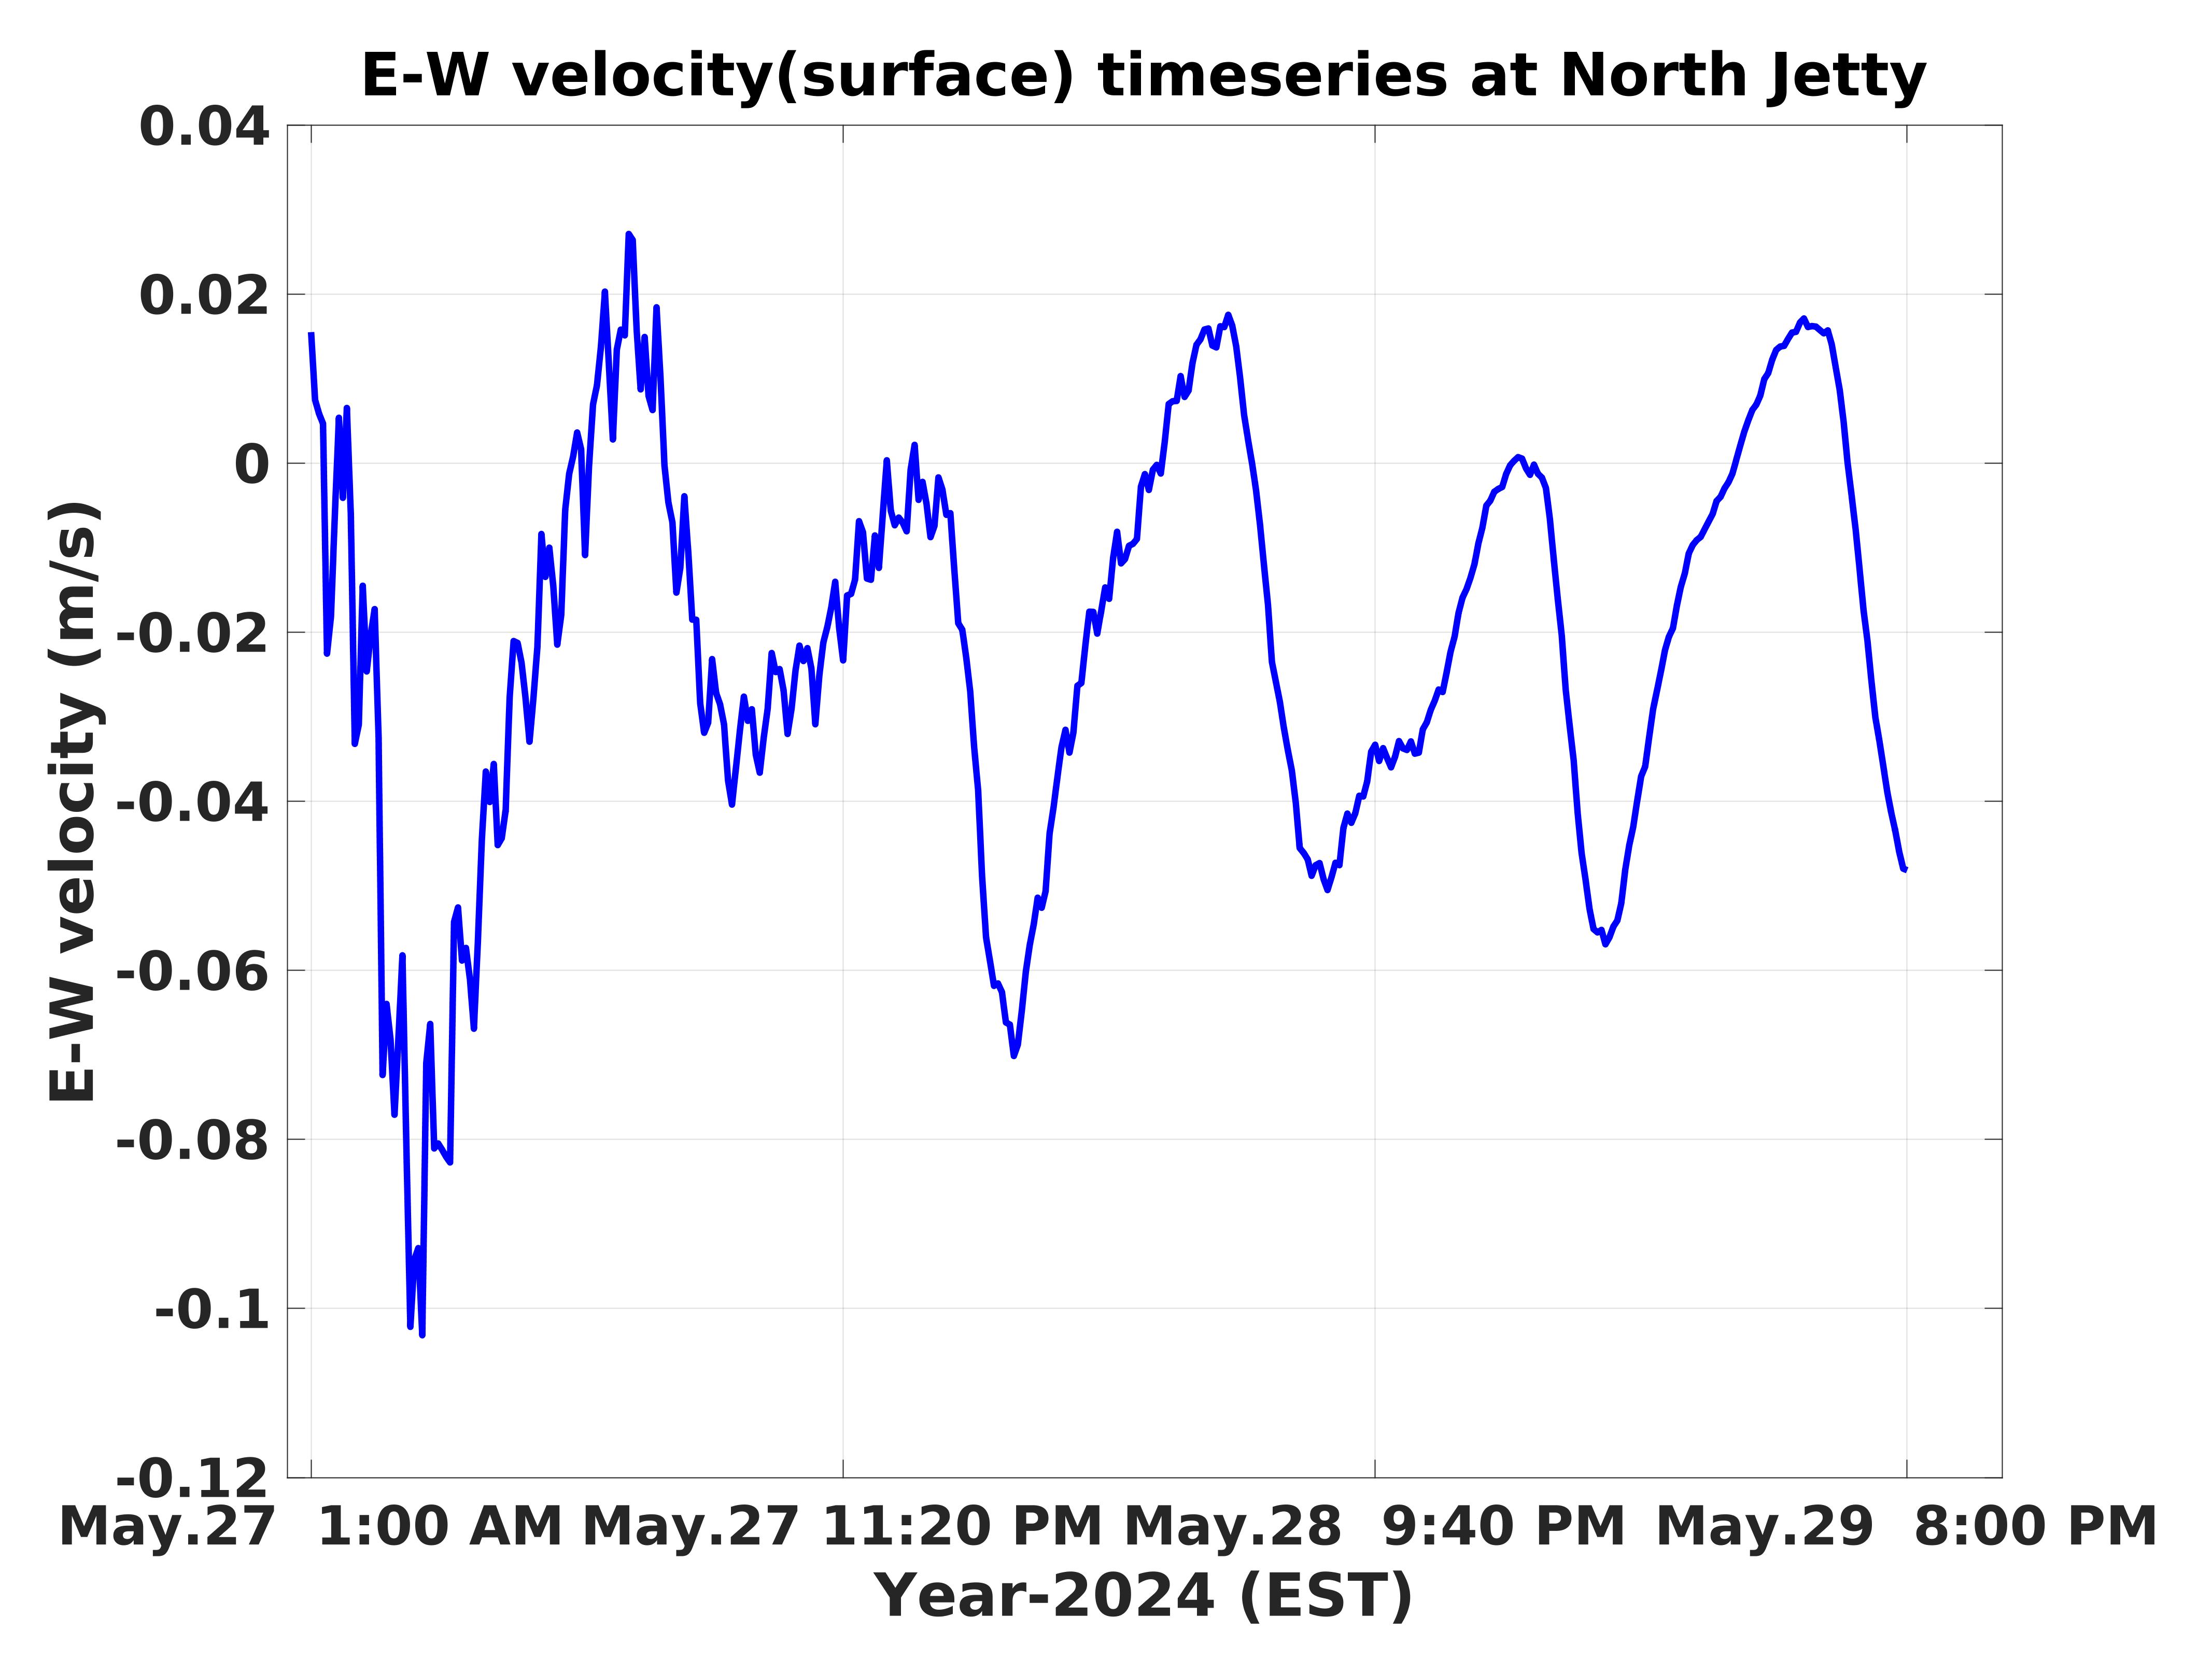 E-W velocity(surface) timeseries at North Jetty
0.04
0.02
0
-0.02
-0.04
-0.06
-0.08
-0.1
-0.12
E-W velocity (m/s)
May.27 1:00 AM May.27 11:20 PM May.28 9:40 PM May.29 8:00 PM
Year-2024 (EST)